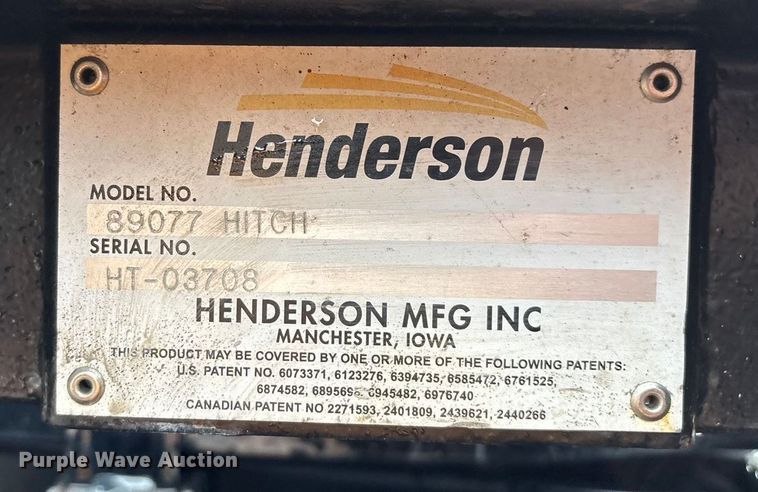 Henderson
MODEL NO.
89077 HITCH
SERIAL NO.
HT-03708
HENDERSON MFG INC
MANCHESTER, IOWA
THIS PRODUCT MAY BE COVERED BY ONE OR MORE OF THE FOLLOWING PATENTS:
U.S. PATENT NO. 6073371, 6123276, 6394735, 6585472, 6761525,
6874582, 6895695, 6945482, 6976740
CANADIAN PATENT NO 2271593, 2401809, 2439621, 2440266
Purple Wave Auction